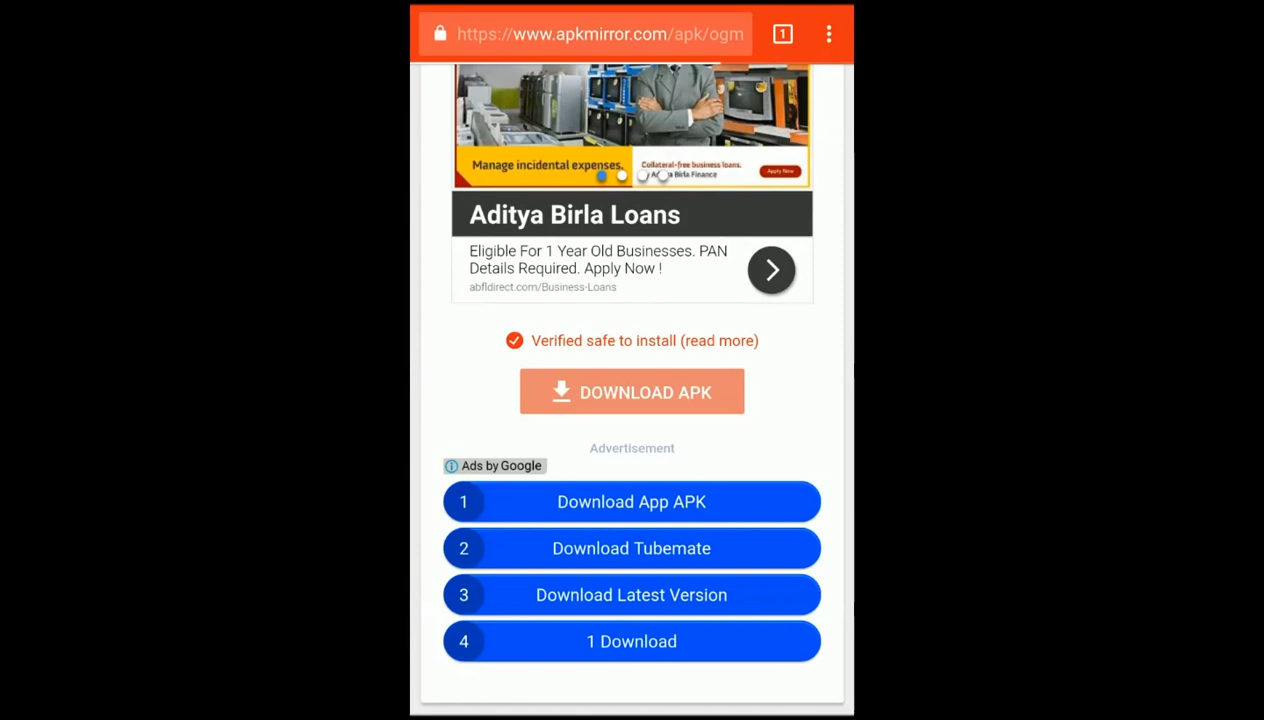 https://www.apkmirror.com/apk/ogm
1
Manage incidental expenses.
Collateral-free business loans.
Birla Finance
Apply Now
Aditya Birla Loans
Eligible For 1 Year Old Businesses. PAN
Details Required. Apply Now !
abfldirect.com/Business-Loans
Verified safe to install (read more)
DOWNLOAD APK
Advertisement
Ads by Google
1 Download App APK
2 Download Tubemate
3 Download Latest Version
4 1 Download